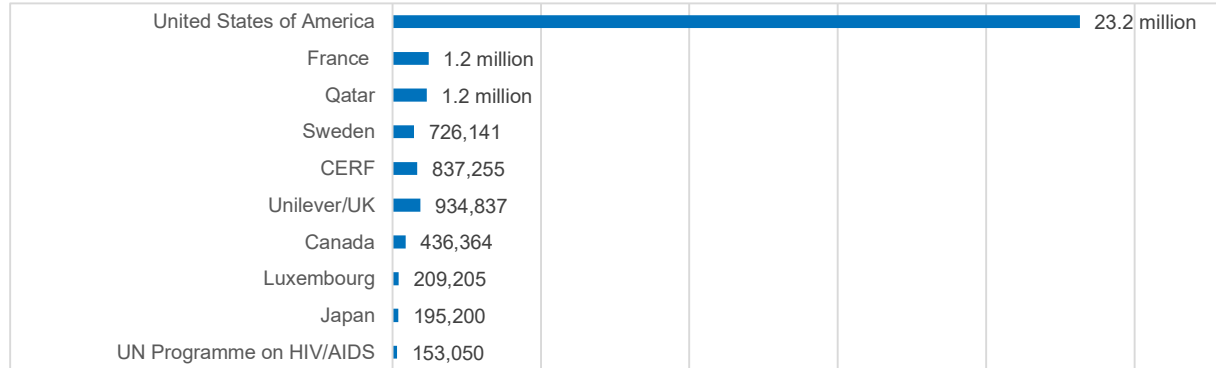 United States of America 23.2 million
France 1.2 million
Qatar 1.2 million
Sweden 726,141
CERF 837,255
Unilever/UK 934,837
Canada 436,364
Luxembourg 209,205
Japan 195,200
UN Programme on HIV/AIDS 153,050